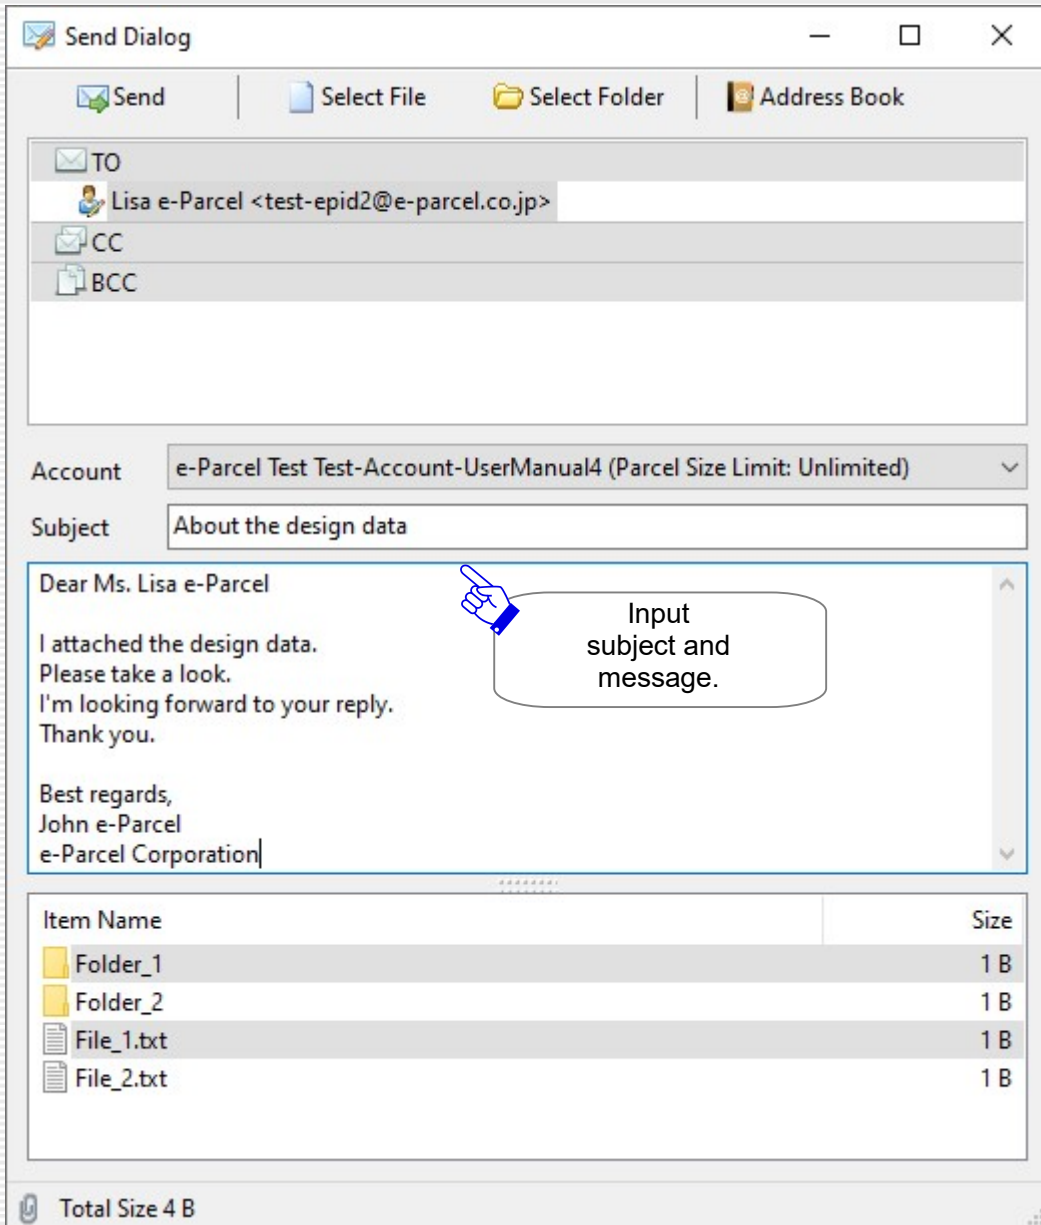 Send Dialog
Send Select File Select Folder Address Book
TO
Lisa e-Parcel <test-epid2@e-parcel.co.jp>
CC
BCC
Account e-Parcel Test Test-Account-UserManual4 (Parcel Size Limit: Unlimited)
Subject About the design data
Dear Ms. Lisa e-Parcel
I attached the design data.
Please take a look.
I'm looking forward to your reply.
Thank you.
Best regards,
John e-Parcel
e-Parcel Corporation
Input
subject and
message.
Item Name Size
Folder_1 1 B
Folder_2 1 B
File_1.txt 1 B
File_2.txt 1 B
Total Size 4 B